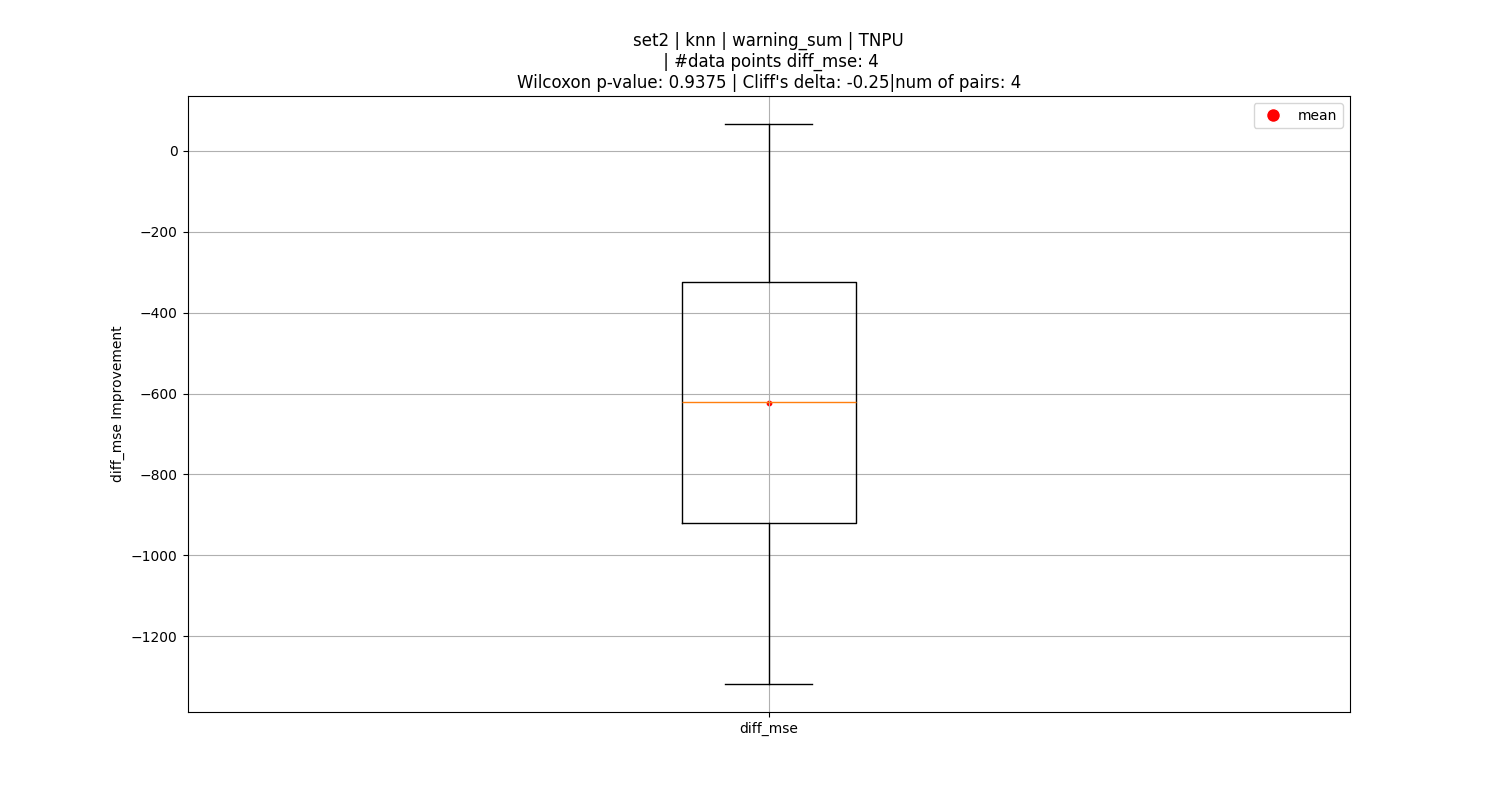 set2 | knn | warning_sum | TNPU
| #data points diff_mse: 4
Wilcoxon p-value: 0.9375 | Cliff's delta: -0.25|num of pairs: 4
mean
0
−200
−400
−600
−800
−1000
−1200
diff_mse Improvement
diff_mse